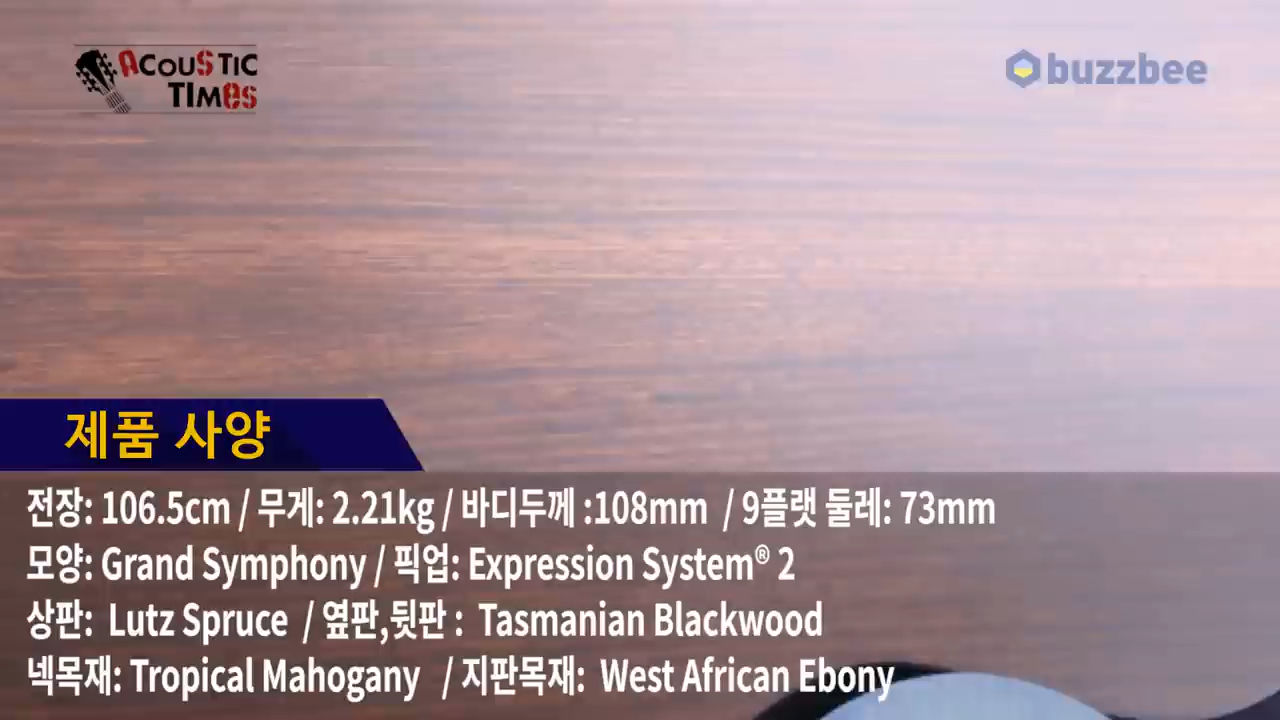 ACOUSTIC
TIMes
buzzbee
제품 사양
전장: 106.5cm / 무게: 2.21kg / 바디두께 :108mm / 9플랫 둘레: 73mm
모양: Grand Symphony / 픽업: Expression System® 2
상판: Lutz Spruce / 옆판,뒷판 : Tasmanian Blackwood
넥목재: Tropical Mahogany / 지판목재: West African Ebony